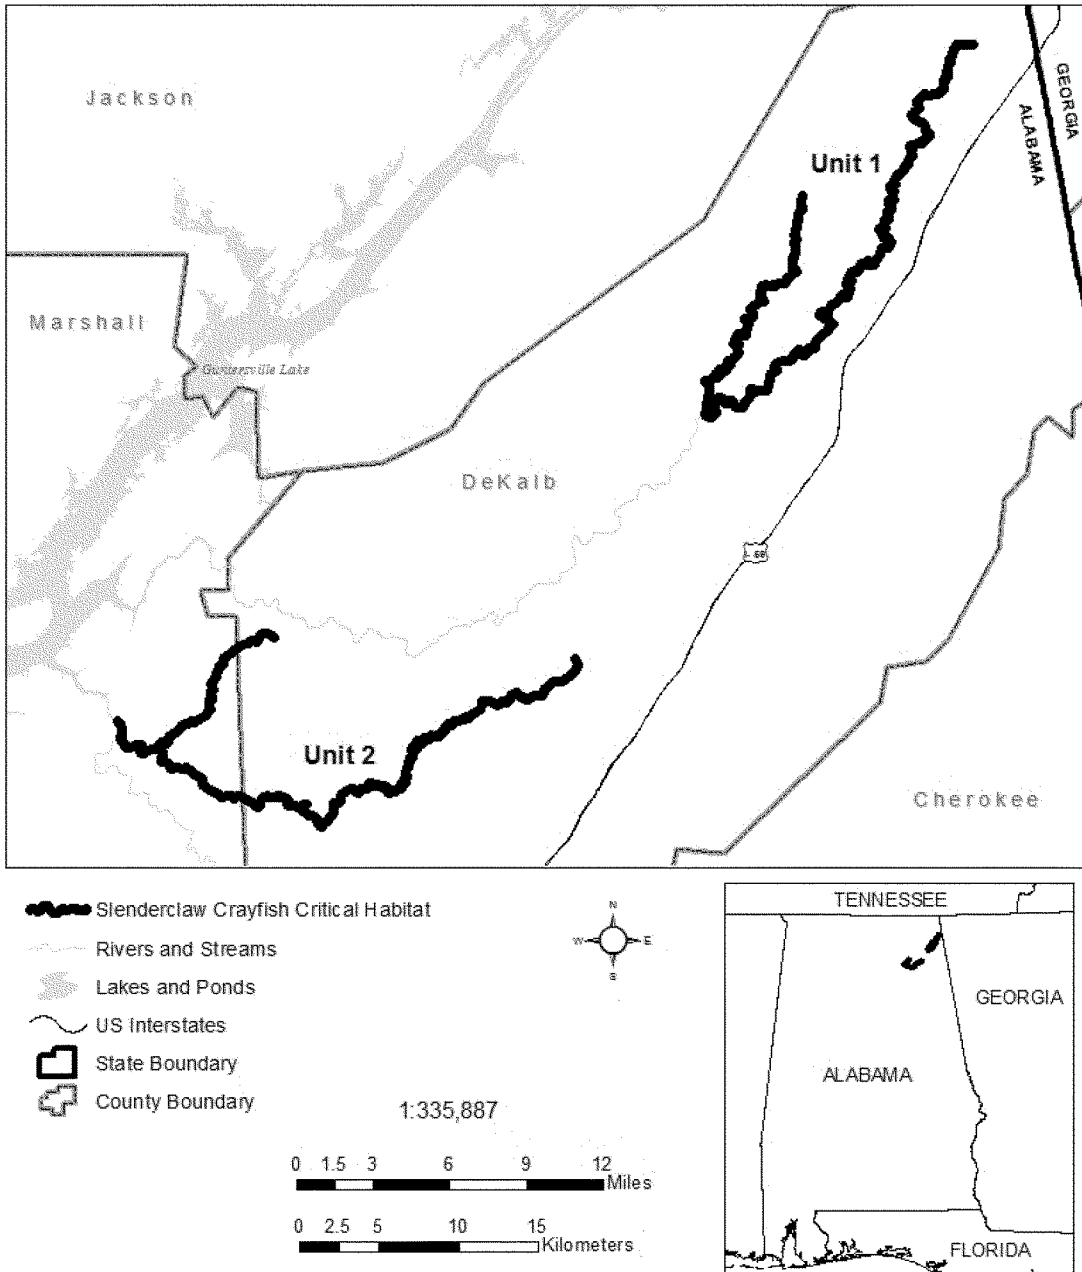 Jackson
GEORGIA
ALABAMA
Unit 1
Marshall
Guntersville Lake
DeKalb
Unit 2
Cherokee
Slenderclaw Crayfish Critical Habitat
Rivers and Streams
Lakes and Ponds
US Interstates
State Boundary
County Boundary
N
W E
S
1:335,887
0 1.5 3 6 9 12
Miles
0 2.5 5 10 15
Kilometers
TENNESSEE
GEORGIA
ALABAMA
FLORIDA